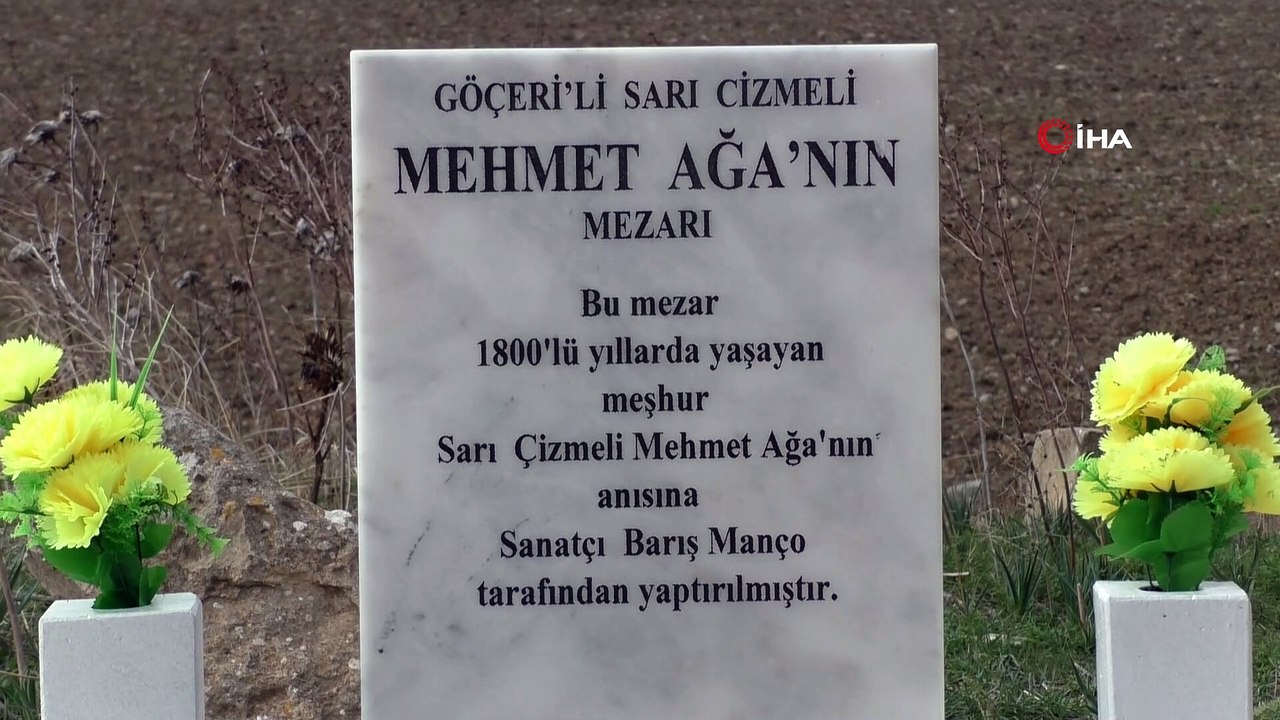 GÖÇERİ’Lİ SARI CİZMELİ
MEHMET AĞA’NIN
MEZARI
Bu mezar
1800'lü yıllarda yaşayan
meşhur
Sarı Çizmeli Mehmet Ağa'nın
anısına
Sanatçı Barış Manço
tarafından yaptırılmıştır.
İHA